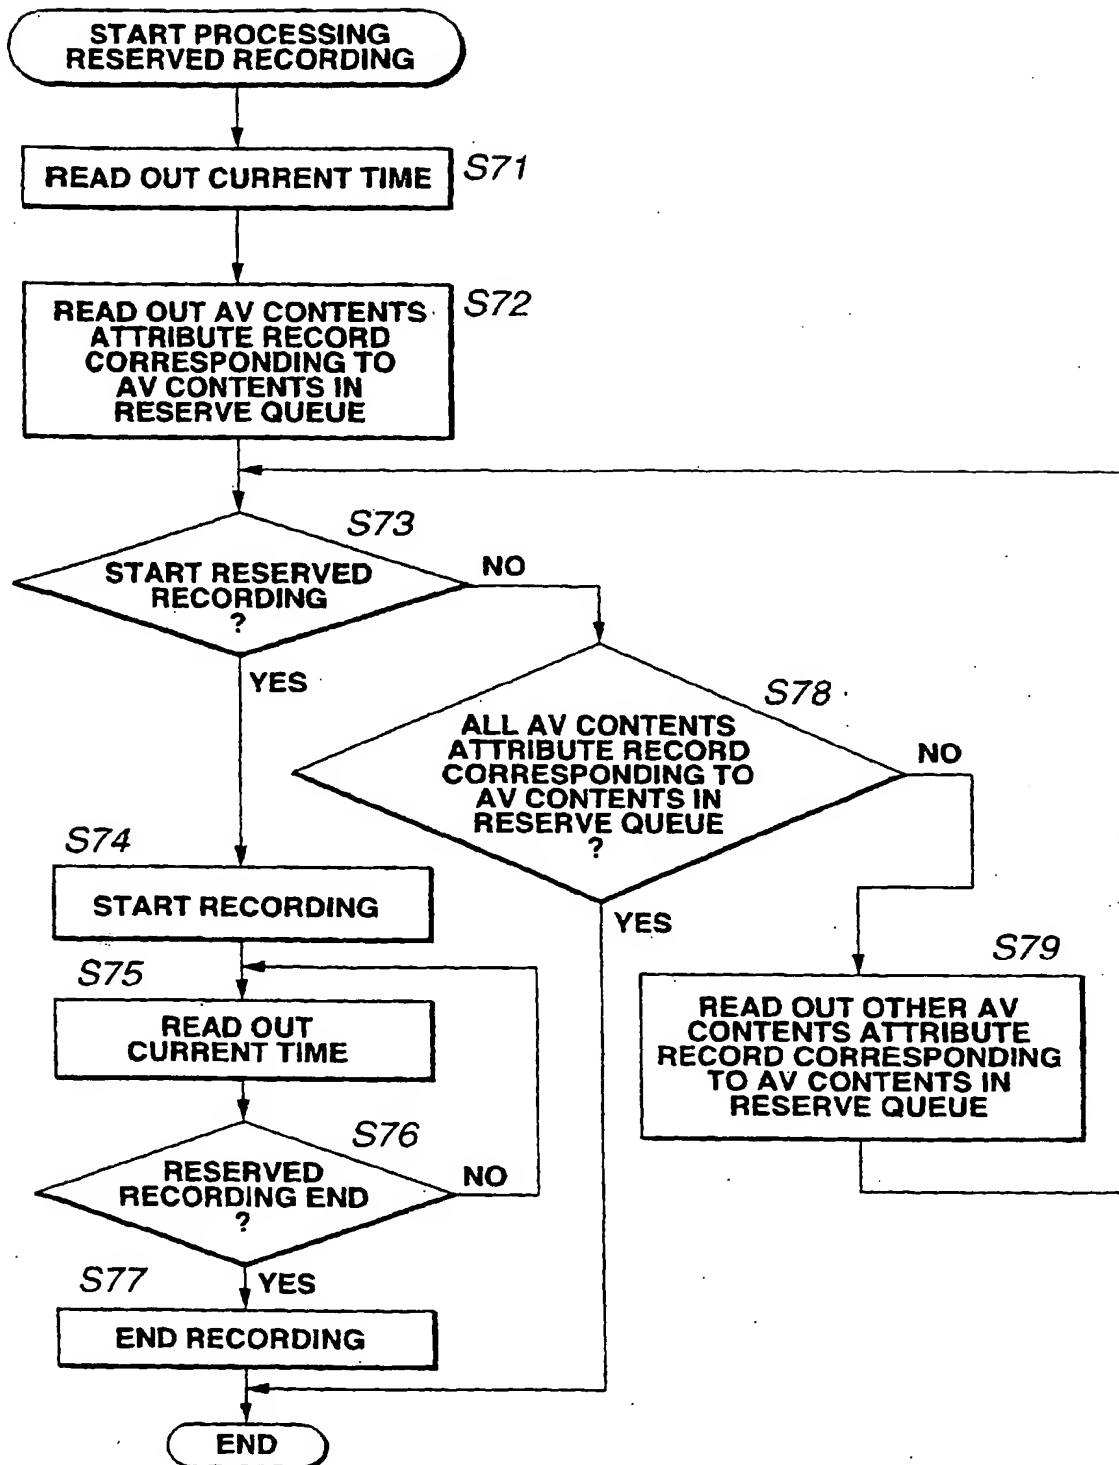 START PROCESSING
RESERVED RECORDING
READ OUT CURRENT TIME
S71
READ OUT AV CONTENTS
ATTRIBUTE RECORD
CORRESPONDING TO
AV CONTENTS IN
RESERVE QUEUE
S72
S73
START RESERVED
RECORDING
?
NO
YES
S78
ALL AV CONTENTS
ATTRIBUTE RECORD
CORRESPONDING TO
AV CONTENTS IN
RESERVE QUEUE
?
NO
YES
S74
START RECORDING
S75
READ OUT
CURRENT TIME
S79
READ OUT OTHER AV
CONTENTS ATTRIBUTE
RECORD CORRESPONDING
TO AV CONTENTS IN
RESERVE QUEUE
S76
RESERVED
RECORDING END
?
NO
YES
S77
END RECORDING
END